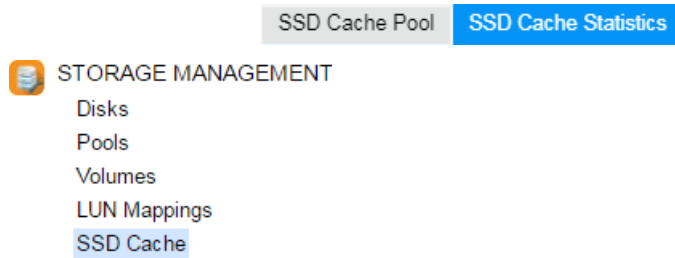 SSD Cache Pool SSD Cache Statistics
STORAGE MANAGEMENT
Disks
Pools
Volumes
LUN Mappings
SSD Cache